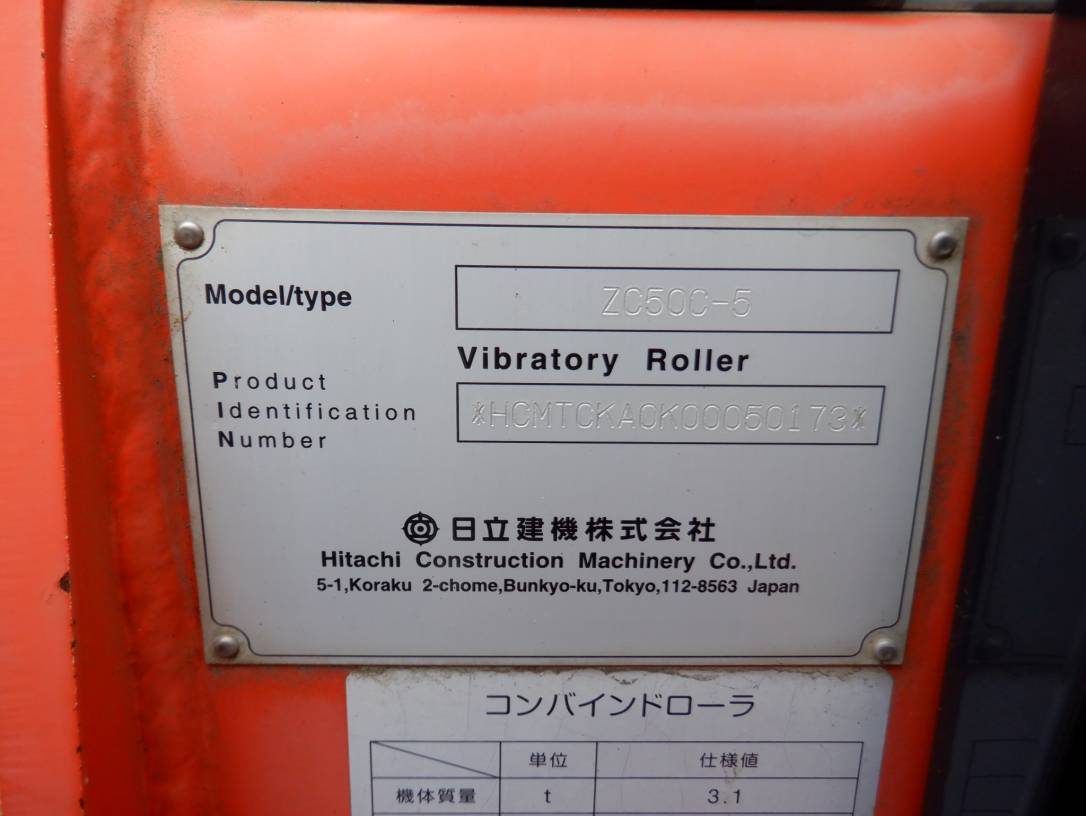 Model/type
ZC50C-5
Vibratory Roller
Product
Identification
Number
*HCMTCKA0K00050173*
日立建機株式会社
Hitachi Construction Machinery Co.,Ltd.
5-1,Koraku 2-chome,Bunkyo-ku,Tokyo,112-8563 Japan
コンバインドローラ
単位 仕様値
機体質量 t 3.1